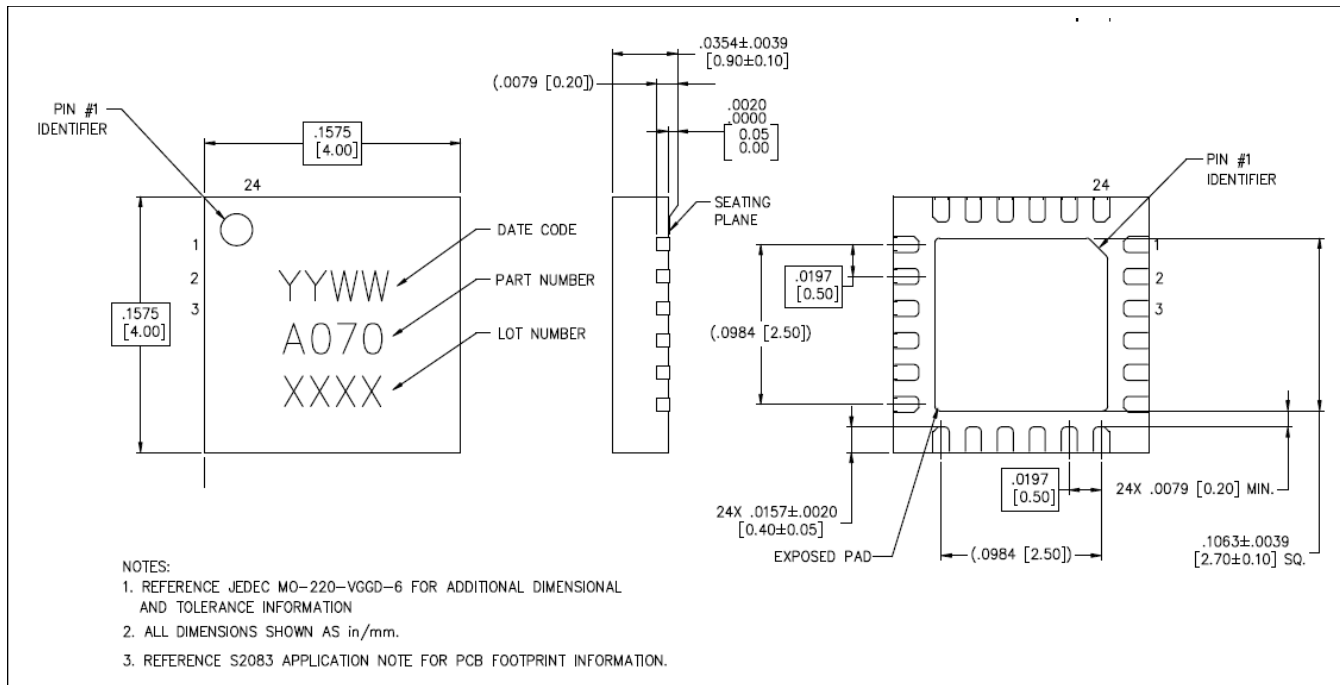 PIN #1
IDENTIFIER
.1575
[4.00]
24
1
2
3
.1575
[4.00]
YYWW
A070
XXXX
DATE CODE
PART NUMBER
LOT NUMBER
.0354±.0039
[0.90±0.10]
(.0079 [0.20])
.0020
.0000
[0.05
0.00]
SEATING
PLANE
PIN #1
IDENTIFIER
24
1
2
3
.0197
[0.50]
(.0984 [2.50])
.0197
[0.50]
24X .0079 [0.20] MIN.
24X .0157±.0020
[0.40±0.05]
EXPOSED PAD
(.0984 [2.50])
.1063±.0039
[2.70±0.10] SQ.
NOTES:
1. REFERENCE JEDEC MO-220-VGGD-6 FOR ADDITIONAL DIMENSIONAL
AND TOLERANCE INFORMATION
2. ALL DIMENSIONS SHOWN AS in/mm.
3. REFERENCE S2083 APPLICATION NOTE FOR PCB FOOTPRINT INFORMATION.